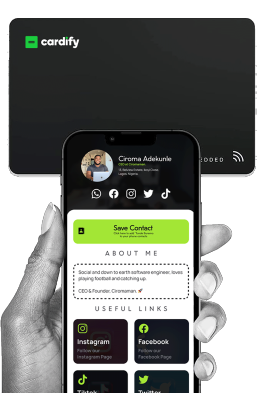 cardify
Ciroma Adekunle
Save Contact
ABOUT ME
Social and down to earth software engineer, loves
playing football and catching up.
CEO & Founder, Ciromaman. 🚀
USEFUL LINKS
Instagram
Follow our
Instagram Page
Facebook
Follow our
Facebook Page
Tiktok
Twitter